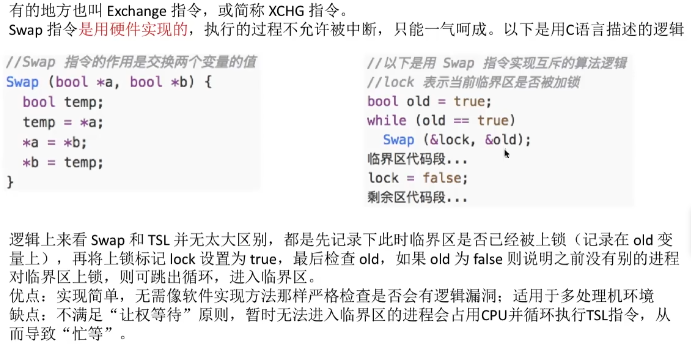 有的地方也叫 Exchange 指令，或简称 XCHG 指令。
Swap 指令是用硬件实现的，执行的过程不允许被中断，只能一气呵成。以下是用C语言描述的逻辑
//Swap 指令的作用是交换两个变量的值
Swap (bool *a, bool *b) {
bool temp;
temp = *a;
*a = *b;
*b = temp;
}
//以下是用 Swap 指令实现互斥的算法逻辑
//lock 表示当前临界区是否被加锁
bool old = true;
while (old == true)
Swap (&lock, &old);
临界区代码段...
lock = false;
剩余区代码段...
逻辑上来看 Swap 和 TSL 并无太大区别，都是先记录下此时临界区是否已经被上锁（记录在 old 变
量上），再将上锁标记 lock 设置为 true，最后检查 old，如果 old 为 false 则说明之前没有别的进程
对临界区上锁，则可跳出循环，进入临界区。
优点：实现简单，无需像软件实现方法那样严格检查是否会有逻辑漏洞；适用于多处理机环境
缺点：不满足“让权等待”原则，暂时无法进入临界区的进程会占用CPU并循环执行TSL指令，从
而导致“忙等”。